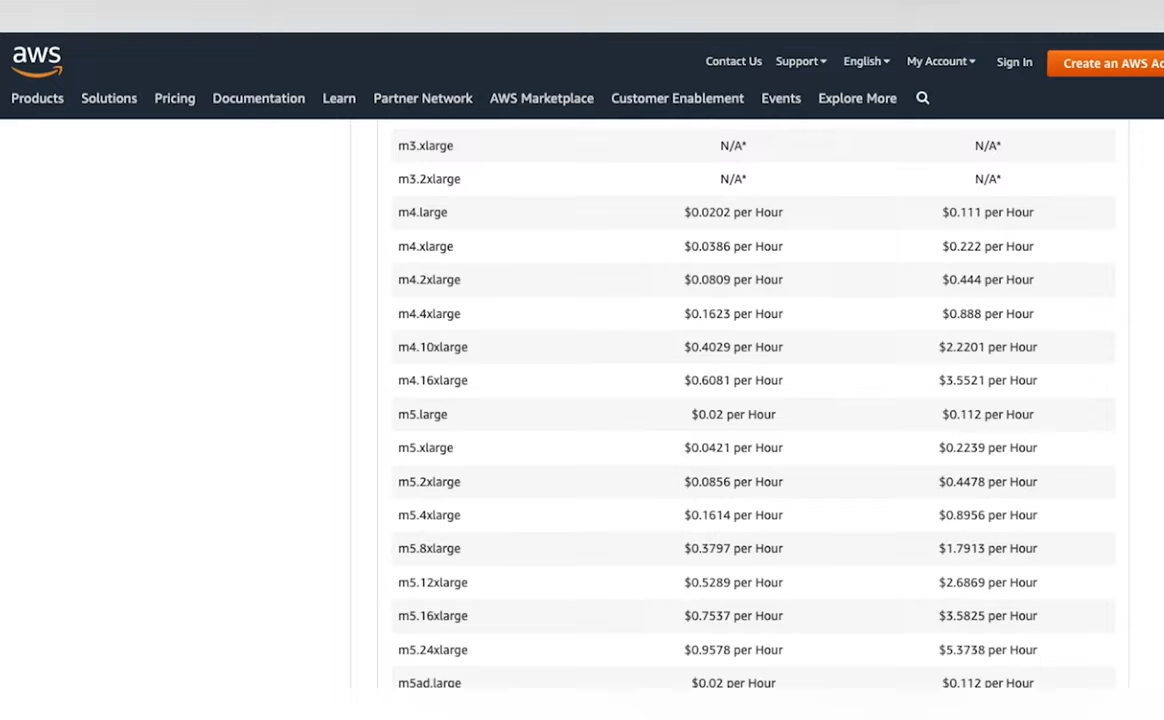 aws
Contact Us Support English My Account Sign In Create an AWS Ac
Products Solutions Pricing Documentation Learn Partner Network AWS Marketplace Customer Enablement Events Explore More
m3.xlarge N/A* N/A*
m3.2xlarge N/A* N/A*
m4.large $0.0202 per Hour $0.111 per Hour
m4.xlarge $0.0386 per Hour $0.222 per Hour
m4.2xlarge $0.0809 per Hour $0.444 per Hour
m4.4xlarge $0.1623 per Hour $0.888 per Hour
m4.10xlarge $0.4029 per Hour $2.2201 per Hour
m4.16xlarge $0.6081 per Hour $3.5521 per Hour
m5.large $0.02 per Hour $0.112 per Hour
m5.xlarge $0.0421 per Hour $0.2239 per Hour
m5.2xlarge $0.0856 per Hour $0.4478 per Hour
m5.4xlarge $0.1614 per Hour $0.8956 per Hour
m5.8xlarge $0.3797 per Hour $1.7913 per Hour
m5.12xlarge $0.5289 per Hour $2.6869 per Hour
m5.16xlarge $0.7537 per Hour $3.5825 per Hour
m5.24xlarge $0.9578 per Hour $5.3738 per Hour
m5ad.large $0.02 per Hour $0.112 per Hour